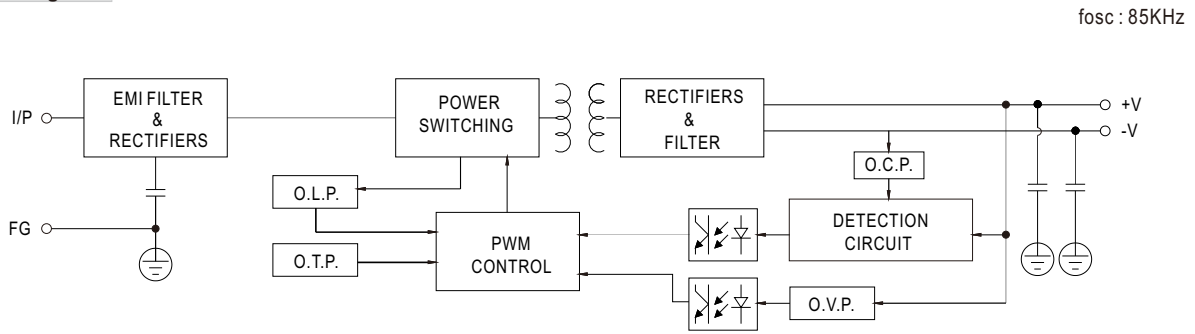 fosc : 85KHz
I/P
EMI FILTER
&
RECTIFIERS
POWER
SWITCHING
RECTIFIERS
&
FILTER
+V
-V
O.C.P.
O.L.P.
FG
PWM
CONTROL
DETECTION
CIRCUIT
O.T.P.
O.V.P.